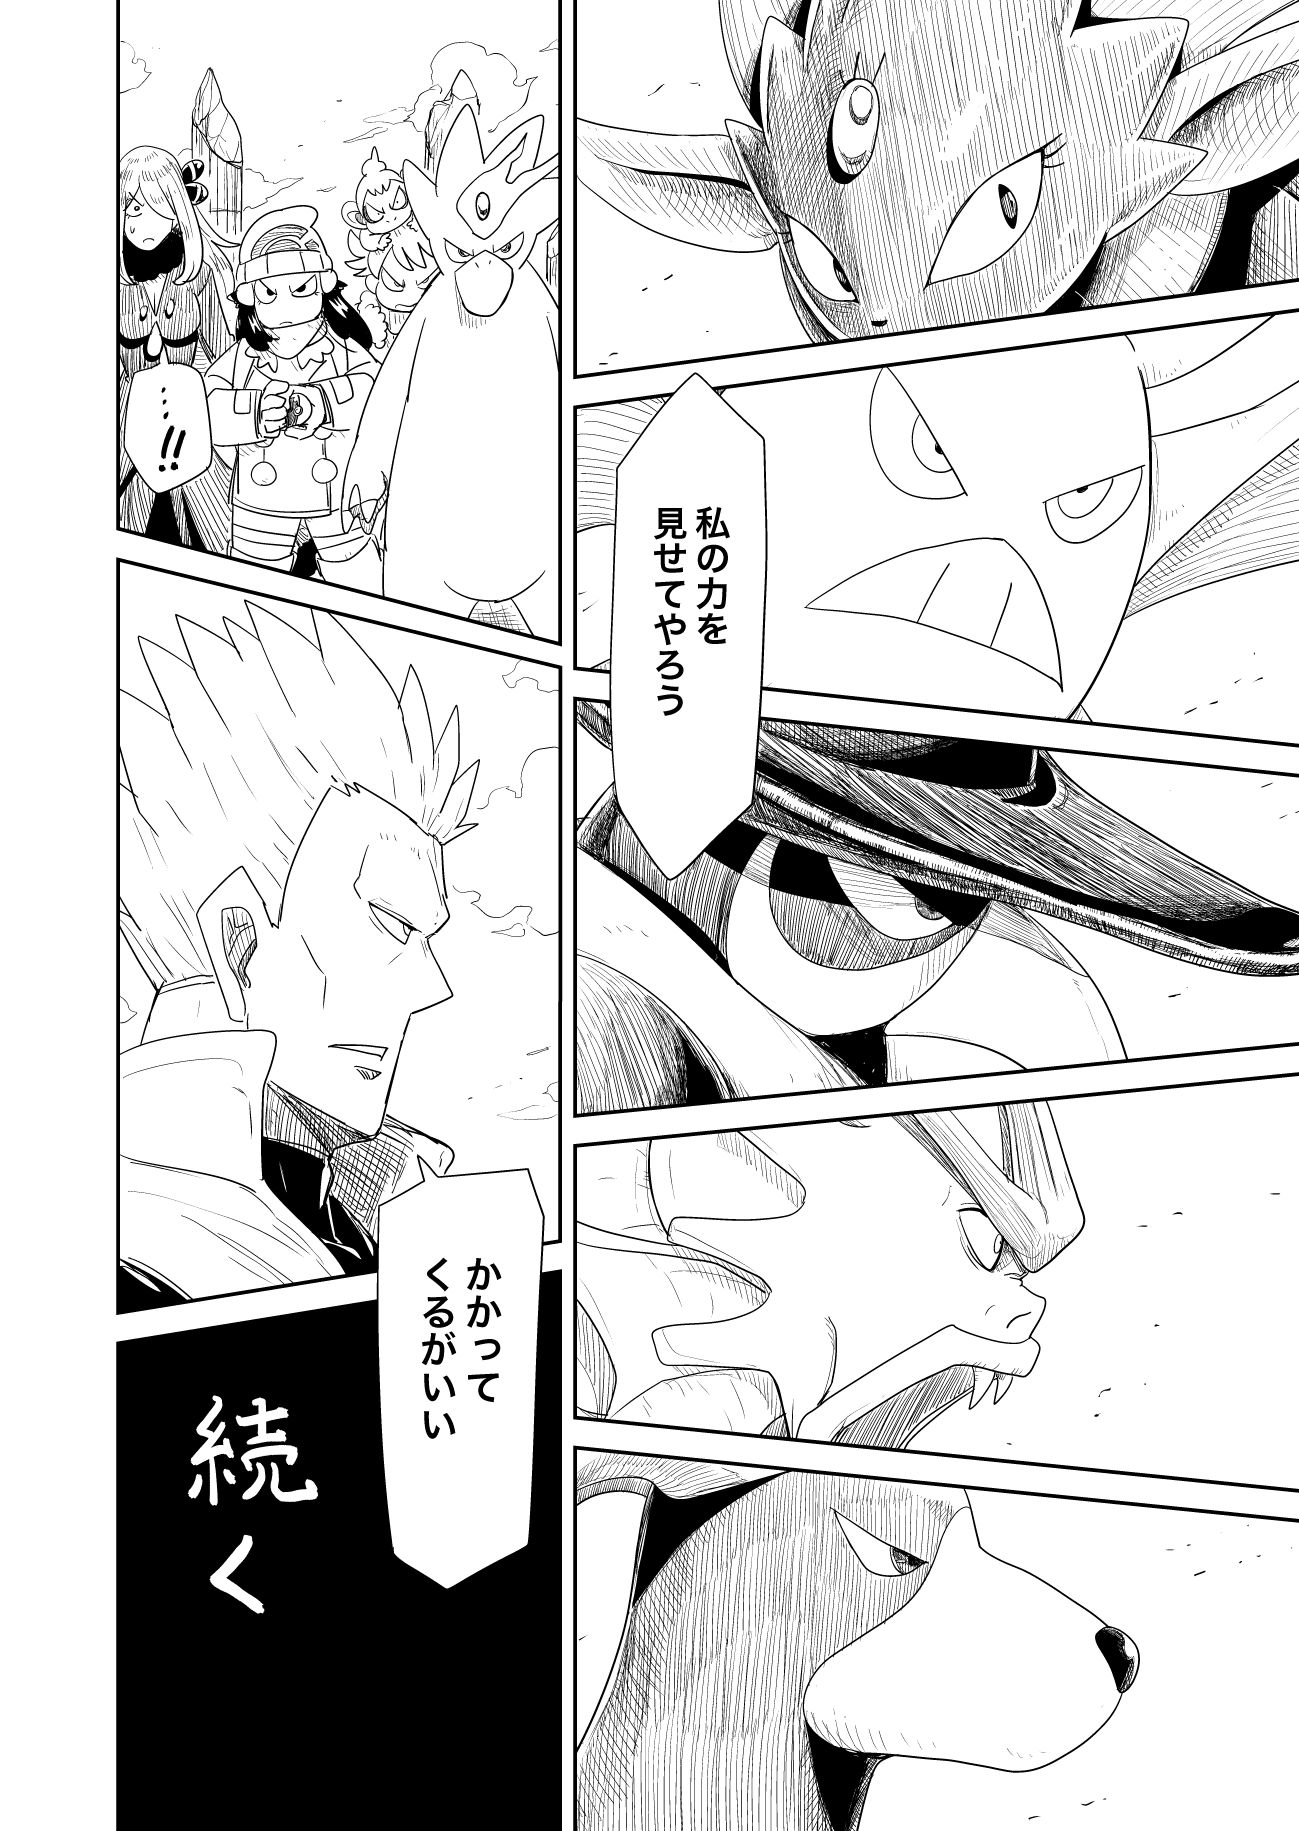 私の力を
見せてやろう
…!!
かかって
くるがいい
続く